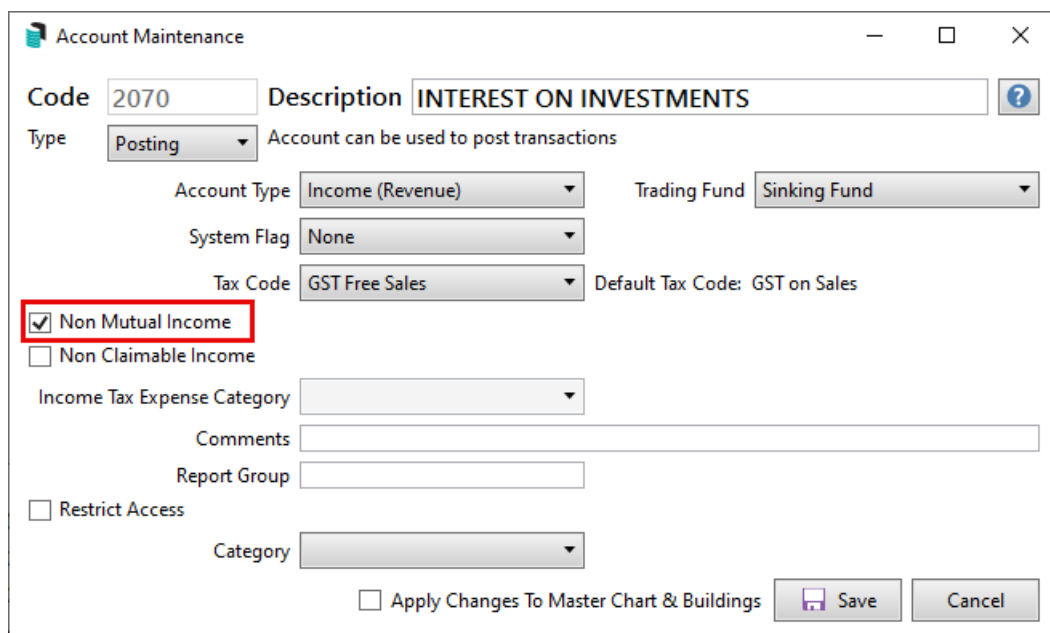 Account Maintenance
Code 2070 Description INTEREST ON INVESTMENTS ?
Type Posting Account can be used to post transactions
Account Type Income (Revenue) Trading Fund Sinking Fund
System Flag None
Tax Code GST Free Sales Default Tax Code: GST on Sales
Non Mutual Income
Non Claimable Income
Income Tax Expense Category
Comments
Report Group
Restrict Access
Category
Apply Changes To Master Chart & Buildings Save Cancel